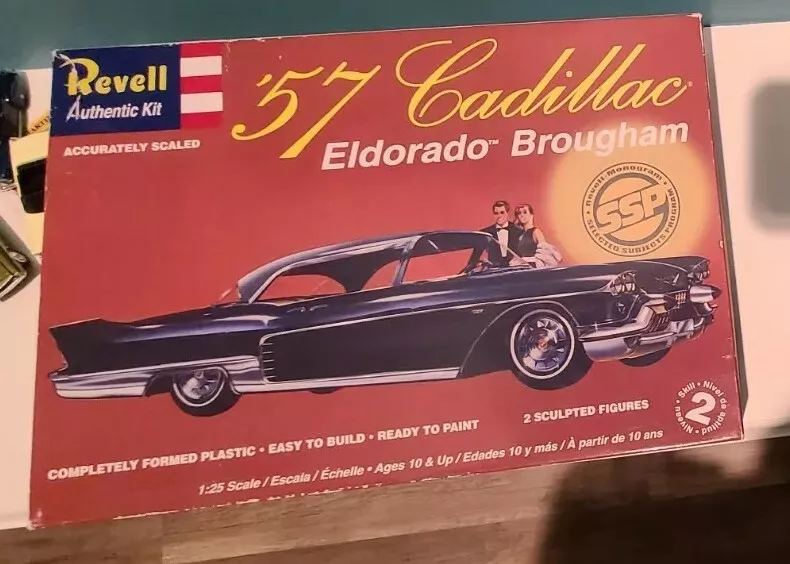 Revell
Authentic Kit
ACCURATELY SCALED
'57 Cadillac
Eldorado™ Brougham
Revell-Monogram
SSP
SELECTED SUBJECTS PROGRAM
COMPLETELY FORMED PLASTIC • EASY TO BUILD • READY TO PAINT
2 SCULPTED FIGURES
Skill • Nivel de aptitud • Niveau •
2
1:25 Scale / Escala / Échelle • Ages 10 & Up / Edades 10 y más / À partir de 10 ans